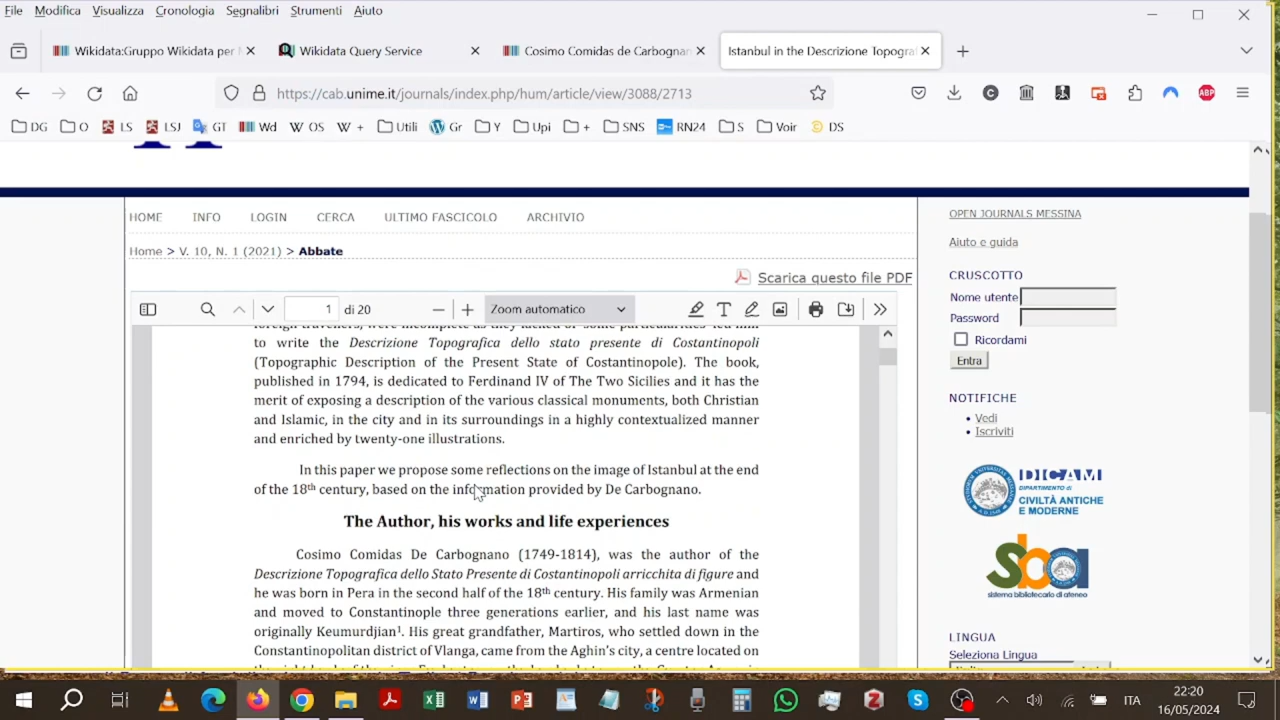 File Modifica Visualizza Cronologia Segnalibri Strumenti Aiuto
Wikidata:Gruppo Wikidata per
Wikidata Query Service
Cosimo Comidas de Carbognan
Istanbul in the Descrizione Topogra
https://cab.unime.it/journals/index.php/hum/article/view/3088/2713
ABP
DG O LS LSJ GT Wd OS + Utili Gr Y Upi + SNS RN24 S Voir DS
HOME INFO LOGIN CERCA ULTIMO FASCICOLO ARCHIVIO
Home > V. 10, N. 1 (2021) > Abbate
Scarica questo file PDF
1 di 20
Zoom automatico
foreign travellers, were incomplete as they lacked of some particularities led him
to write the Descrizione Topografica dello stato presente di Costantinopoli
(Topographic Description of the Present State of Costantinopole). The book,
published in 1794, is dedicated to Ferdinand IV of The Two Sicilies and it has the
merit of exposing a description of the various classical monuments, both Christian
and Islamic, in the city and in its surroundings in a highly contextualized manner
and enriched by twenty-one illustrations.
In this paper we propose some reflections on the image of Istanbul at the end
of the 18th century, based on the information provided by De Carbognano.
The Author, his works and life experiences
Cosimo Comidas De Carbognano (1749-1814), was the author of the
Descrizione Topografica dello Stato Presente di Costantinopoli arricchita di figure and
he was born in Pera in the second half of the 18th century. His family was Armenian
and moved to Constantinople three generations earlier, and his last name was
originally Keumurdjian1. His great grandfather, Martiros, who settled down in the
Constantinopolitan district of Vlanga, came from the Aghin's city, a centre located on
OPEN JOURNALS MESSINA
Aiuto e guida
CRUSCOTTO
Nome utente
Password
Ricordami
Entra
NOTIFICHE
Vedi
Iscriviti
DICAM
DIPARTIMENTO di
CIVILTÀ ANTICHE
E MODERNE
sba
sistema bibliotecario di ateneo
LINGUA
Seleziona Lingua
ITA
22:20
16/05/2024